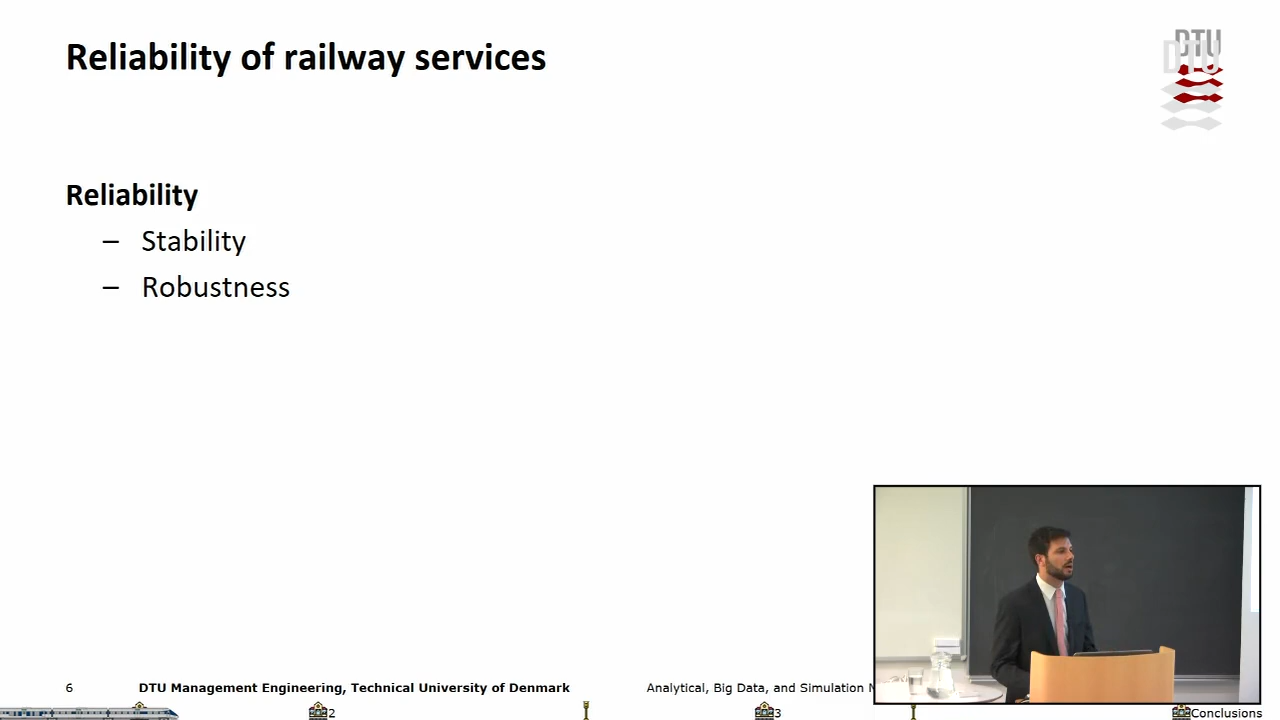 Reliability of railway services
DTU
DTU
Reliability
– Stability
– Robustness
6 DTU Management Engineering, Technical University of Denmark Analytical, Big Data, and Simulation
2 3 Conclusions